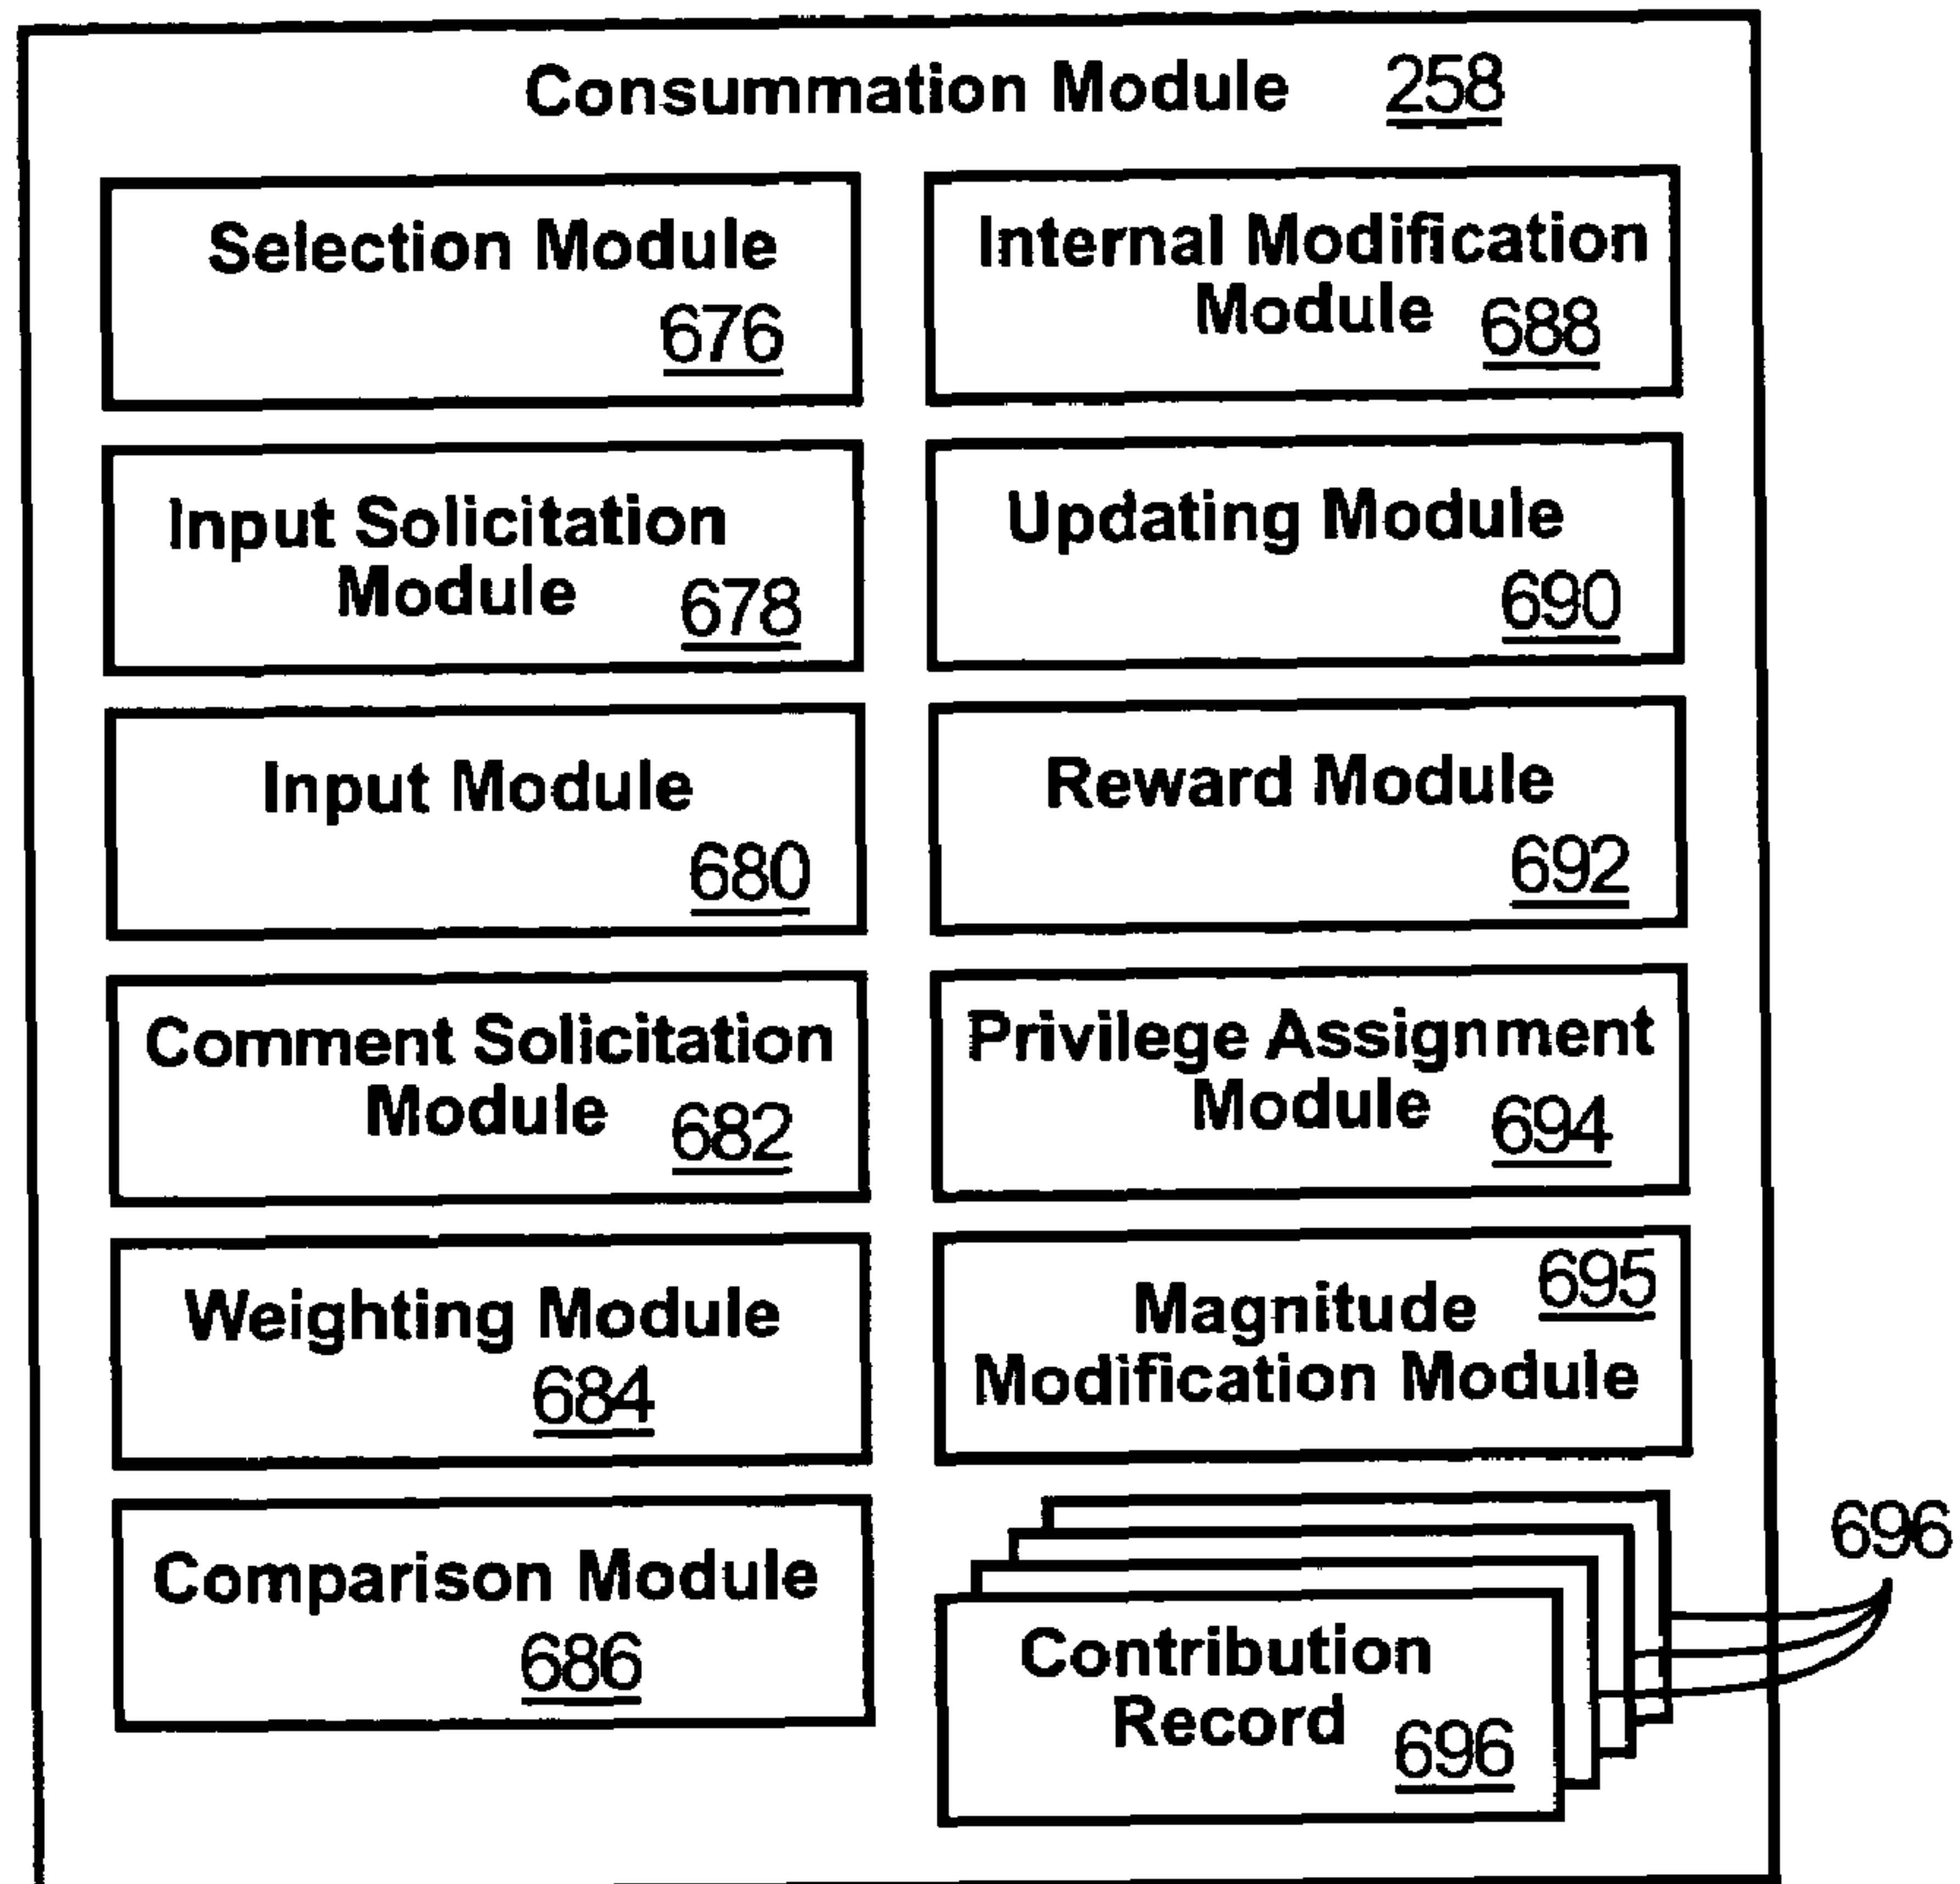 Consummation Module 258
Selection Module
676
Input Solicitation
Module 678
Input Module
680
Comment Solicitation
Module 682
Weighting Module
684
Comparison Module
686
Internal Modification
Module 688
Updating Module
690
Reward Module
692
Privilege Assignment
Module 694
695
Magnitude
Modification Module
Contribution
Record 696
696